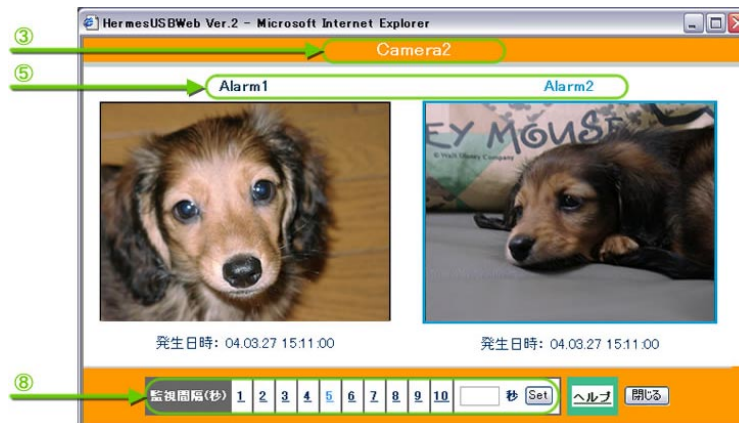 HermesUSBWeb Ver.2 - Microsoft Internet Explorer
③
Camera2
⑤
Alarm1
Alarm2
EY MOUSE
© Walt Disney Company
発生日時: 04.03.27 15:11:00
発生日時: 04.03.27 15:11:00
⑧
監視間隔(秒) 1 2 3 4 5 6 7 8 9 10 秒 Set ヘルプ 閉じる